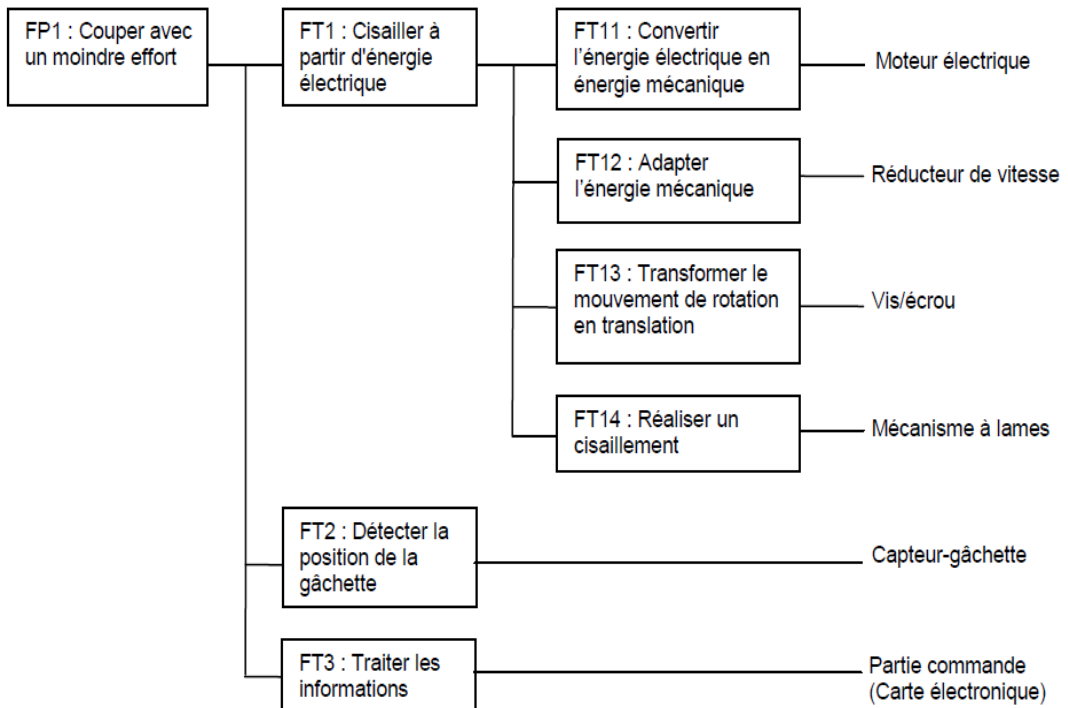 FP1 : Couper avec
un moindre effort
FT1 : Cisailler à
partir d'énergie
électrique
FT11 : Convertir
l’énergie électrique en
énergie mécanique
Moteur électrique
FT12 : Adapter
l’énergie mécanique
Réducteur de vitesse
FT13 : Transformer le
mouvement de rotation
en translation
Vis/écrou
FT14 : Réaliser un
cisaillement
Mécanisme à lames
FT2 : Détecter la
position de la
gâchette
Capteur-gâchette
FT3 : Traiter les
informations
Partie commande
(Carte électronique)